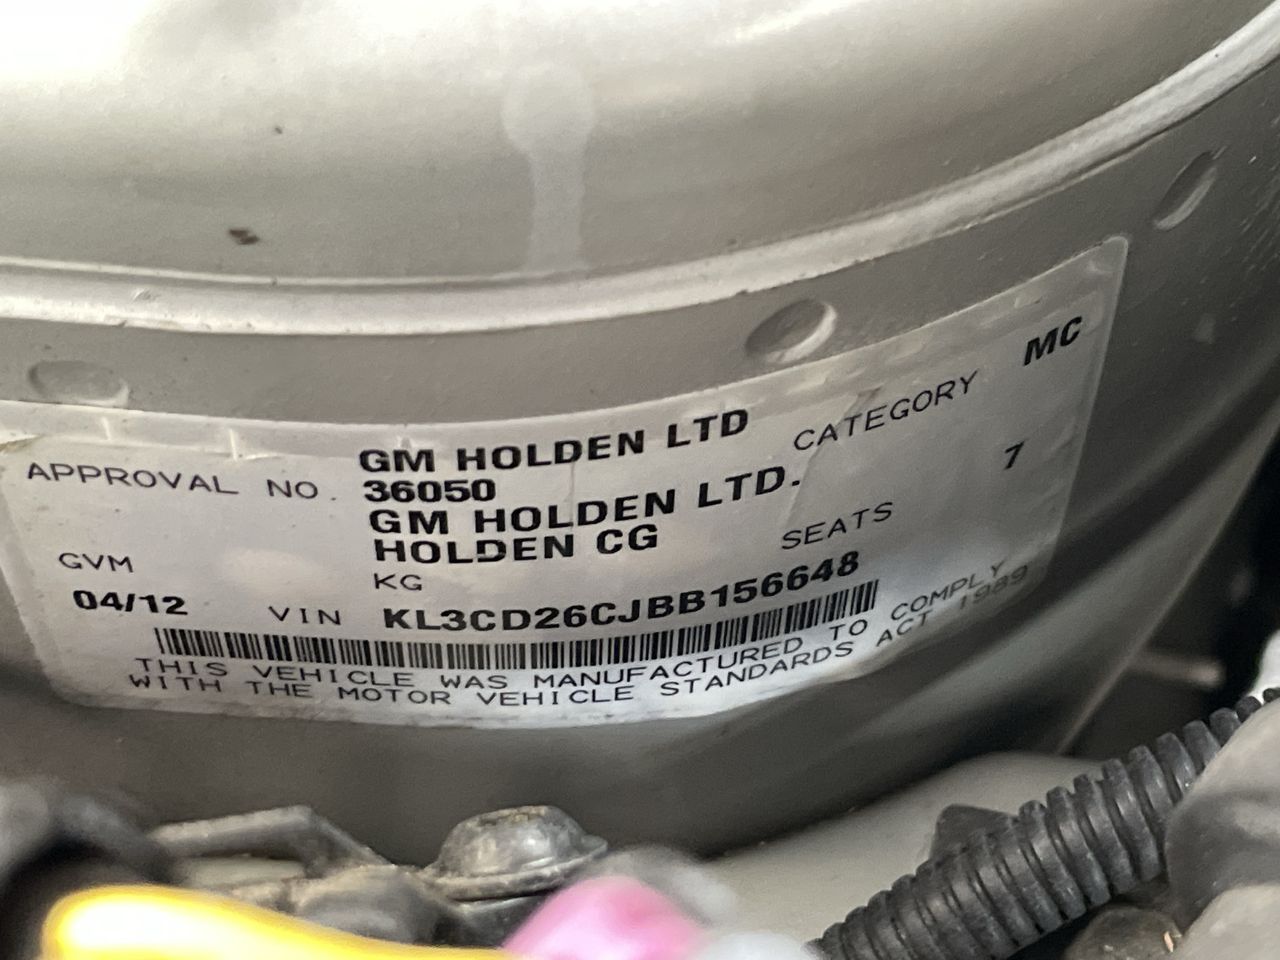 GM HOLDEN LTD CATEGORY MC
APPROVAL NO. 36050
GM HOLDEN LTD. SEATS 7
HOLDEN CG
GVM KG
04/12 VIN KL3CD26CJBB156648
THIS VEHICLE WAS MANUFACTURED TO COMPLY
WITH THE MOTOR VEHICLE STANDARDS ACT 1989